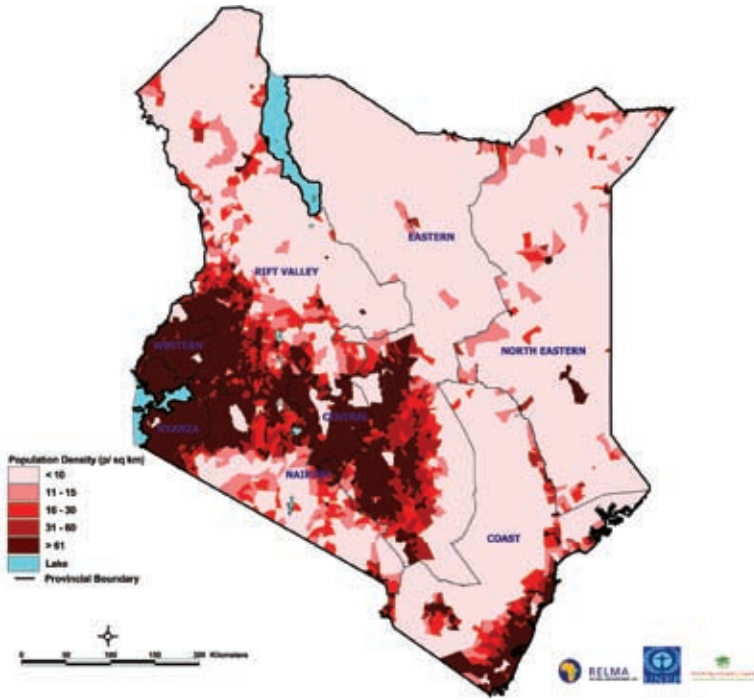 EASTERN
RIFT VALLEY
NORTH EASTERN
WESTERN
CENTRAL
NYANZA
NAIROBI
COAST
Population Density (p/ sq km)
< 10
11 - 15
16 - 30
31 - 60
> 61
Lake
Provincial Boundary
0 50 100 150 200 Kilometers
RELMA
UNEP